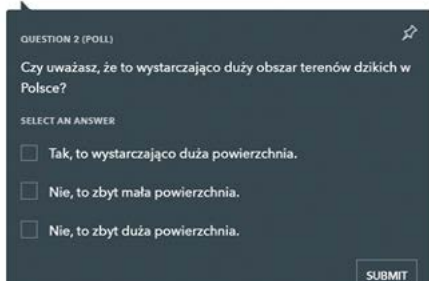 QUESTION 2 (POLL)
Czy uważasz, że to wystarczająco duży obszar terenów dzikich w
Polsce?
SELECT AN ANSWER
Tak, to wystarczająco duża powierzchnia.
Nie, to zbyt mała powierzchnia.
Nie, to zbyt duża powierzchnia.
SUBMIT